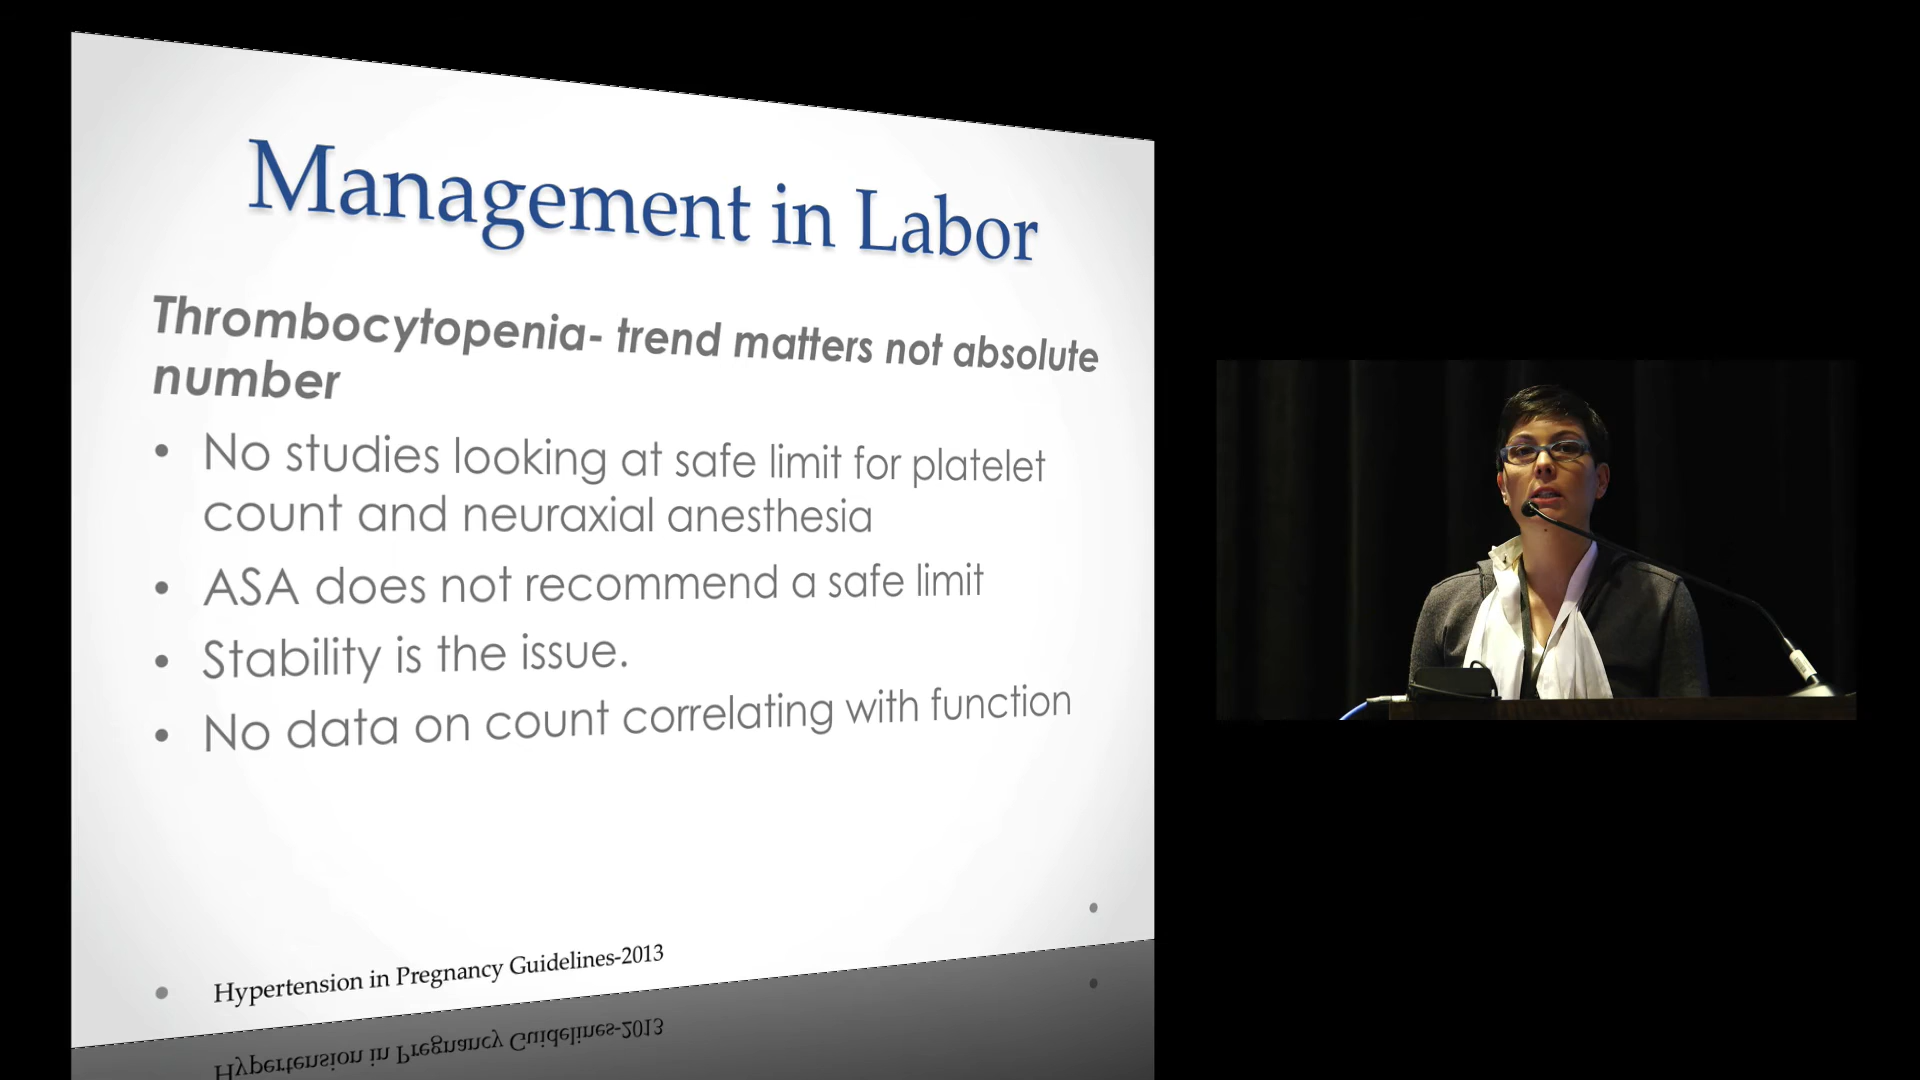 Management in Labor
Thrombocytopenia- trend matters not absolute
number
• No studies looking at safe limit for platelet
count and neuraxial anesthesia
• ASA does not recommend a safe limit
• Stability is the issue.
• No data on count correlating with function
• Hypertension in Pregnancy Guidelines-2013